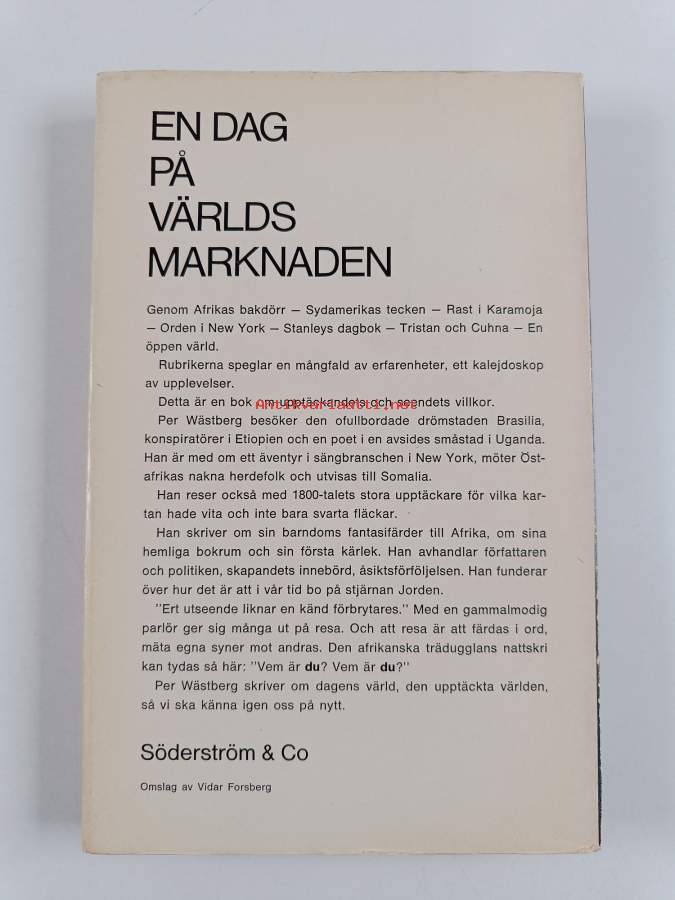 EN DAG
PÅ
VÄRLDS
MARKNADEN
Genom Afrikas bakdörr – Sydamerikas tecken – Rast i Karamoja
– Orden i New York – Stanleys dagbok – Tristan och Cuhna – En
öppen värld.
Rubrikerna speglar en mångfald av erfarenheter, ett kalejdoskop
av upplevelser.
Detta är en bok om upptäckandets och seendets villkor.
Antikvariaatti.net
Per Wästberg besöker den ofullbordade drömstaden Brasilia,
konspiratörer i Etiopien och en poet i en avsides småstad i Uganda.
Han är med om ett äventyr i sängbranschen i New York, möter Öst-
afrikas nakna herdefolk och utvisas till Somalia.
Han reser också med 1800-talets stora upptäckare för vilka kar-
tan hade vita och inte bara svarta fläckar.
Han skriver om sin barndoms fantasifärder till Afrika, om sina
hemliga bokrum och sin första kärlek. Han avhandlar författaren
och politiken, skapandets innebörd, åsiktsförföljelsen. Han funderar
över hur det är att i vår tid bo på stjärnan Jorden.
"Ert utseende liknar en känd förbrytares." Med en gammalmodig
parlör ger sig många ut på resa. Och att resa är att färdas i ord,
mäta egna syner mot andras. Den afrikanska trädugglans nattskri
kan tydas så här: "Vem är du? Vem är du?"
Per Wästberg skriver om dagens värld, den upptäckta världen,
så vi ska känna igen oss på nytt.
Söderström & Co
Omslag av Vidar Forsberg